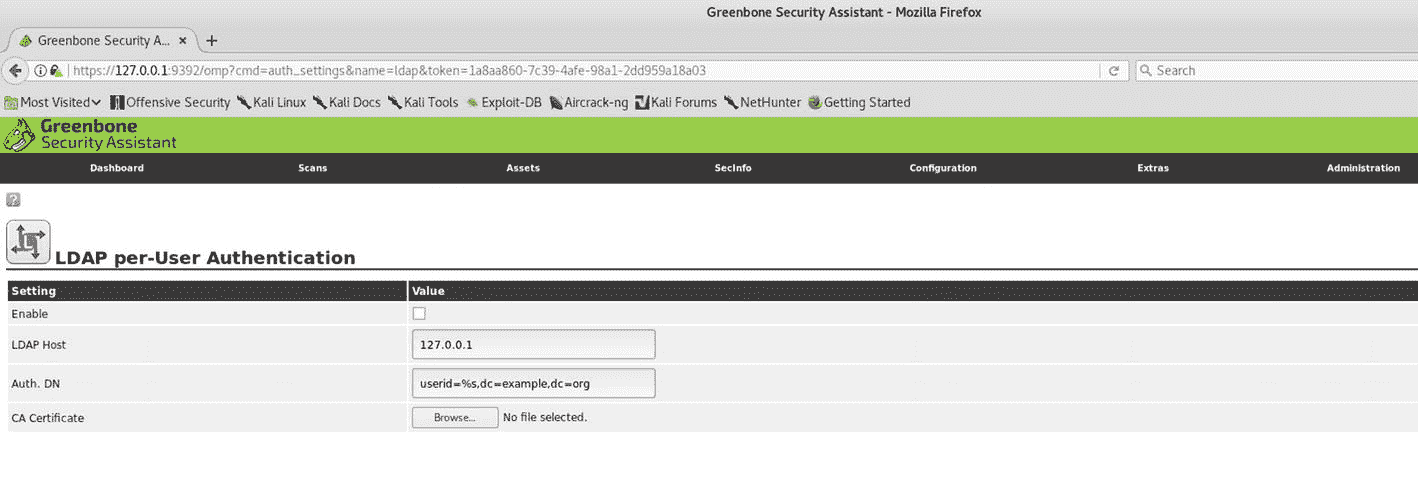 Greenbone Security Assistant - Mozilla Firefox
Greenbone Security A... × +
https://127.0.0.1:9392/omp?cmd=auth_settings&name=ldap&token=1a8aa860-7c39-4afe-98a1-2dd959a18a03 Search
Most Visited Offensive Security Kali Linux Kali Docs Kali Tools Exploit-DB Aircrack-ng Kali Forums NetHunter Getting Started
Greenbone
Security Assistant
Dashboard Scans Assets SecInfo Configuration Extras Administration
?
LDAP per-User Authentication
Setting Value
Enable
LDAP Host 127.0.0.1
Auth. DN userid=%s,dc=example,dc=org
CA Certificate Browse... No file selected.